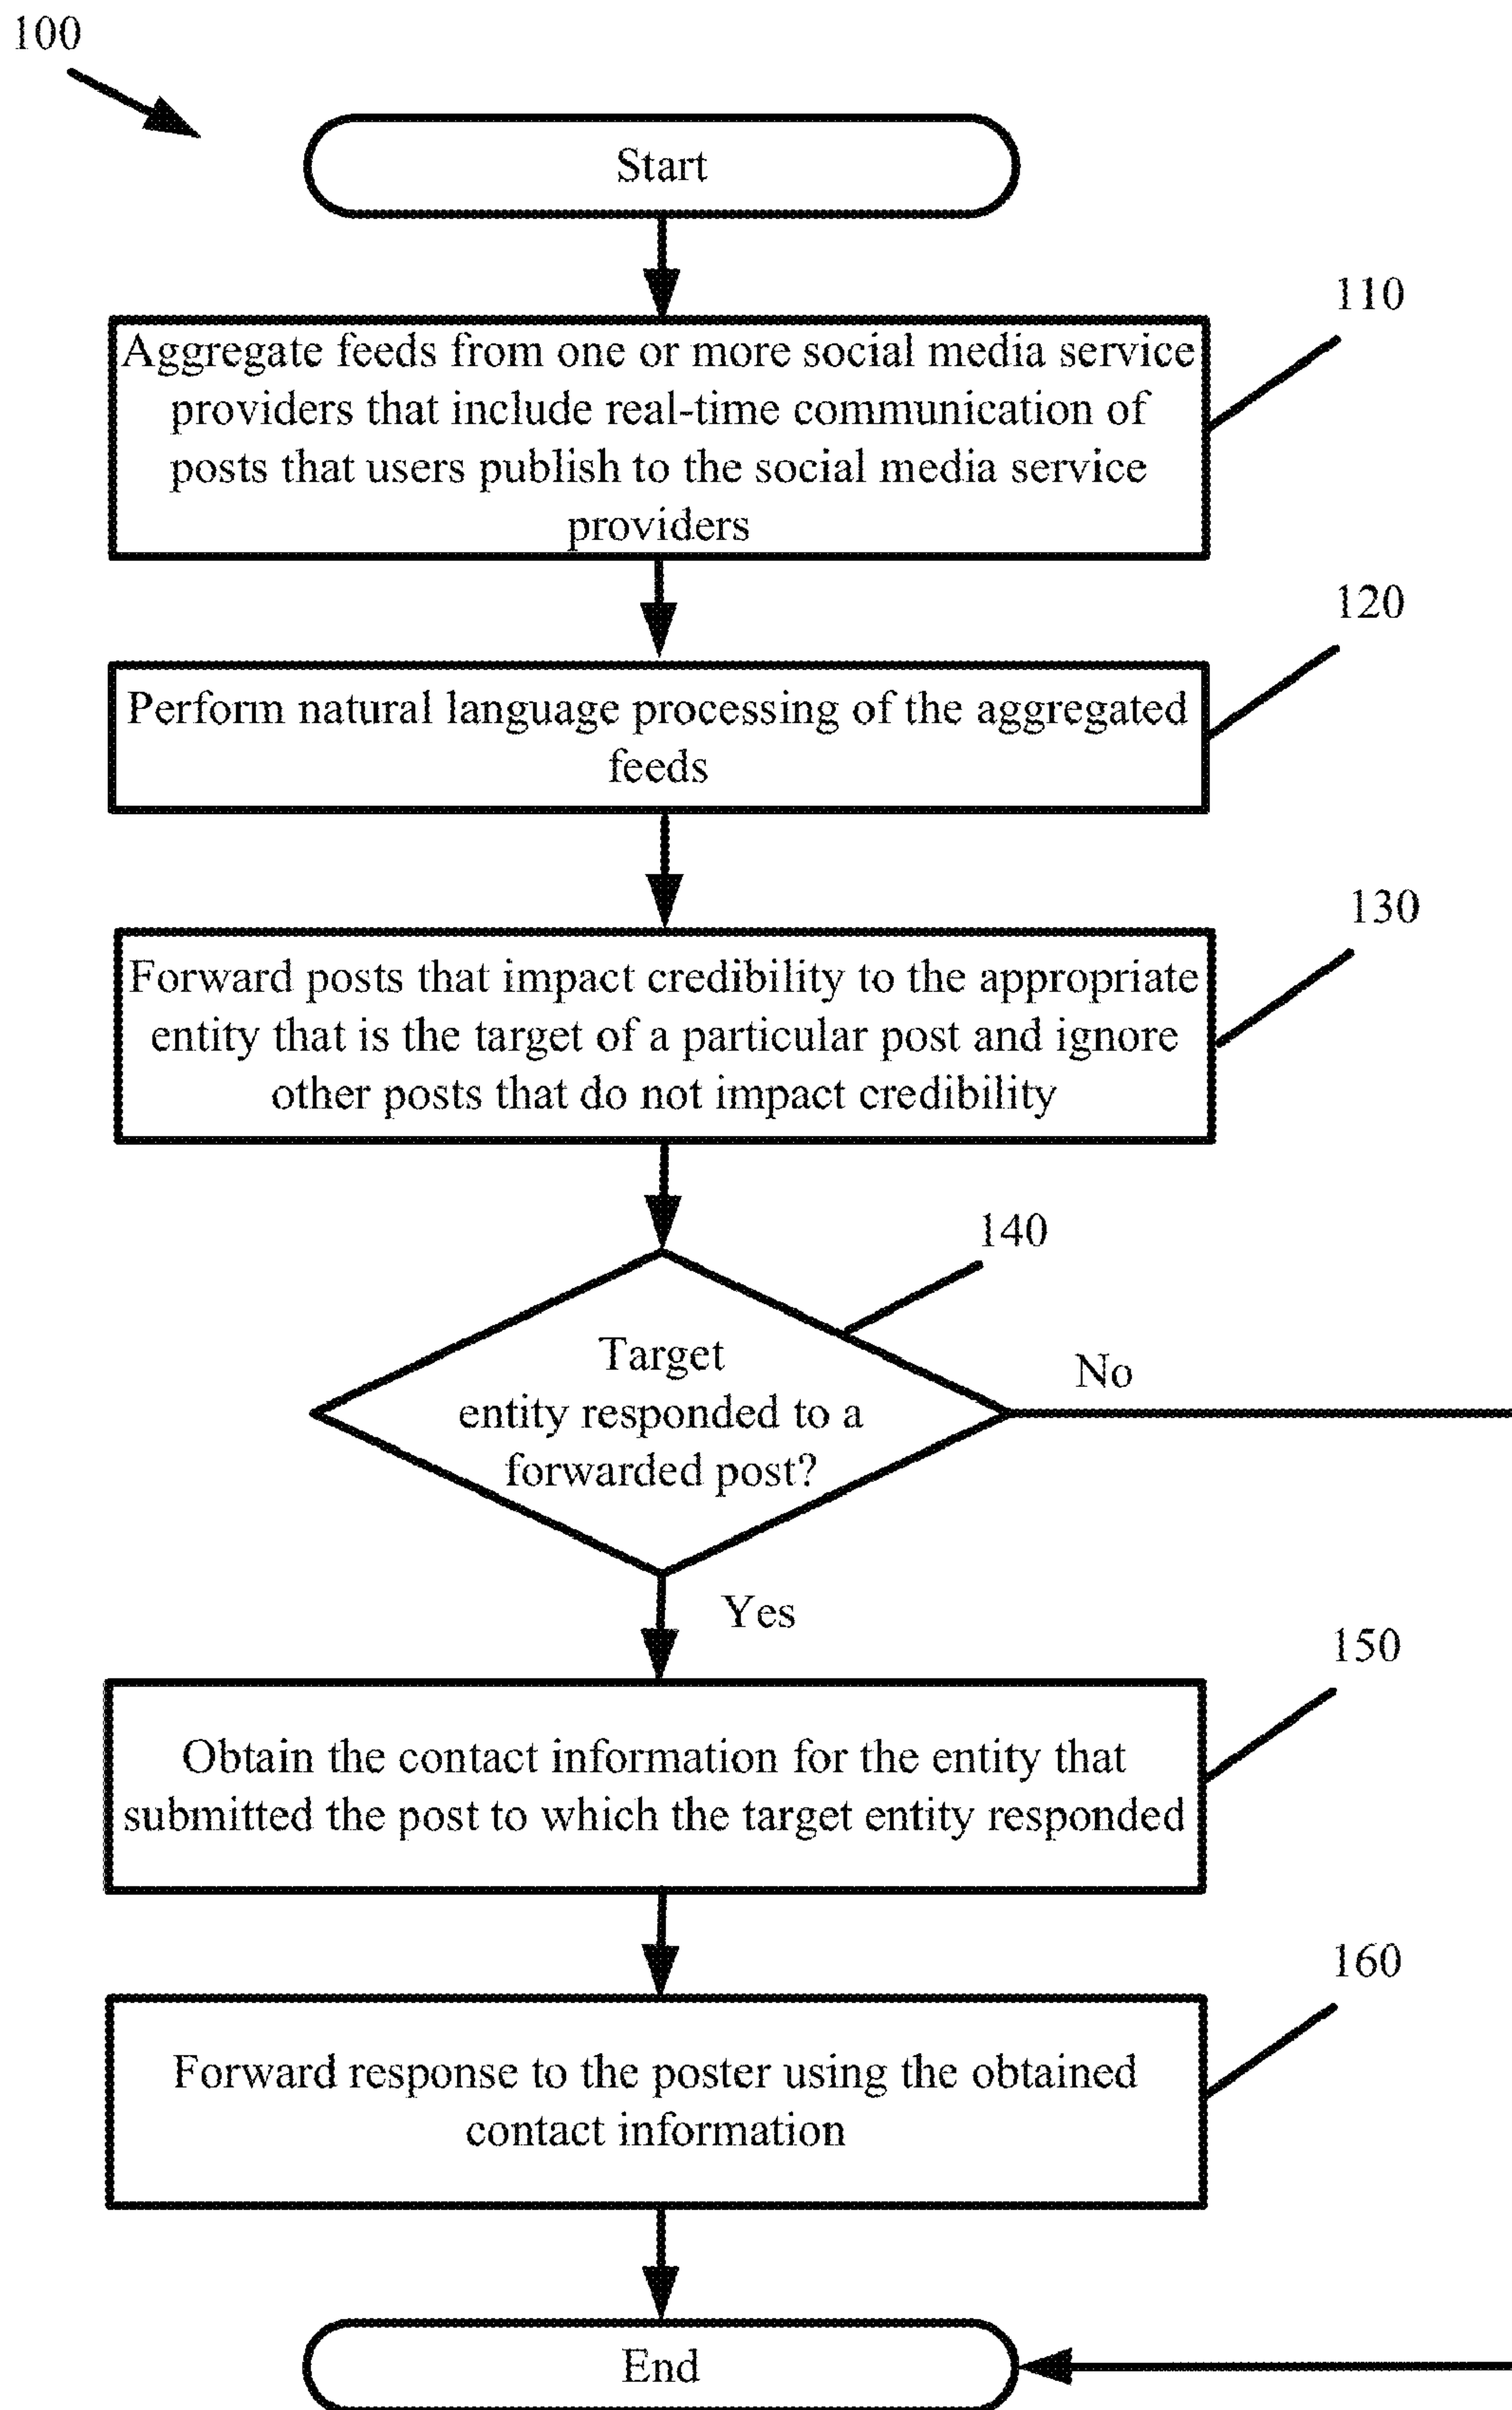 100
Start
110
Aggregate feeds from one or more social media service
providers that include real-time communication of
posts that users publish to the social media service
providers
120
Perform natural language processing of the aggregated
feeds
130
Forward posts that impact credibility to the appropriate
entity that is the target of a particular post and ignore
other posts that do not impact credibility
140
Target
entity responded to a
forwarded post?
No
Yes
150
Obtain the contact information for the entity that
submitted the post to which the target entity responded
160
Forward response to the poster using the obtained
contact information
End